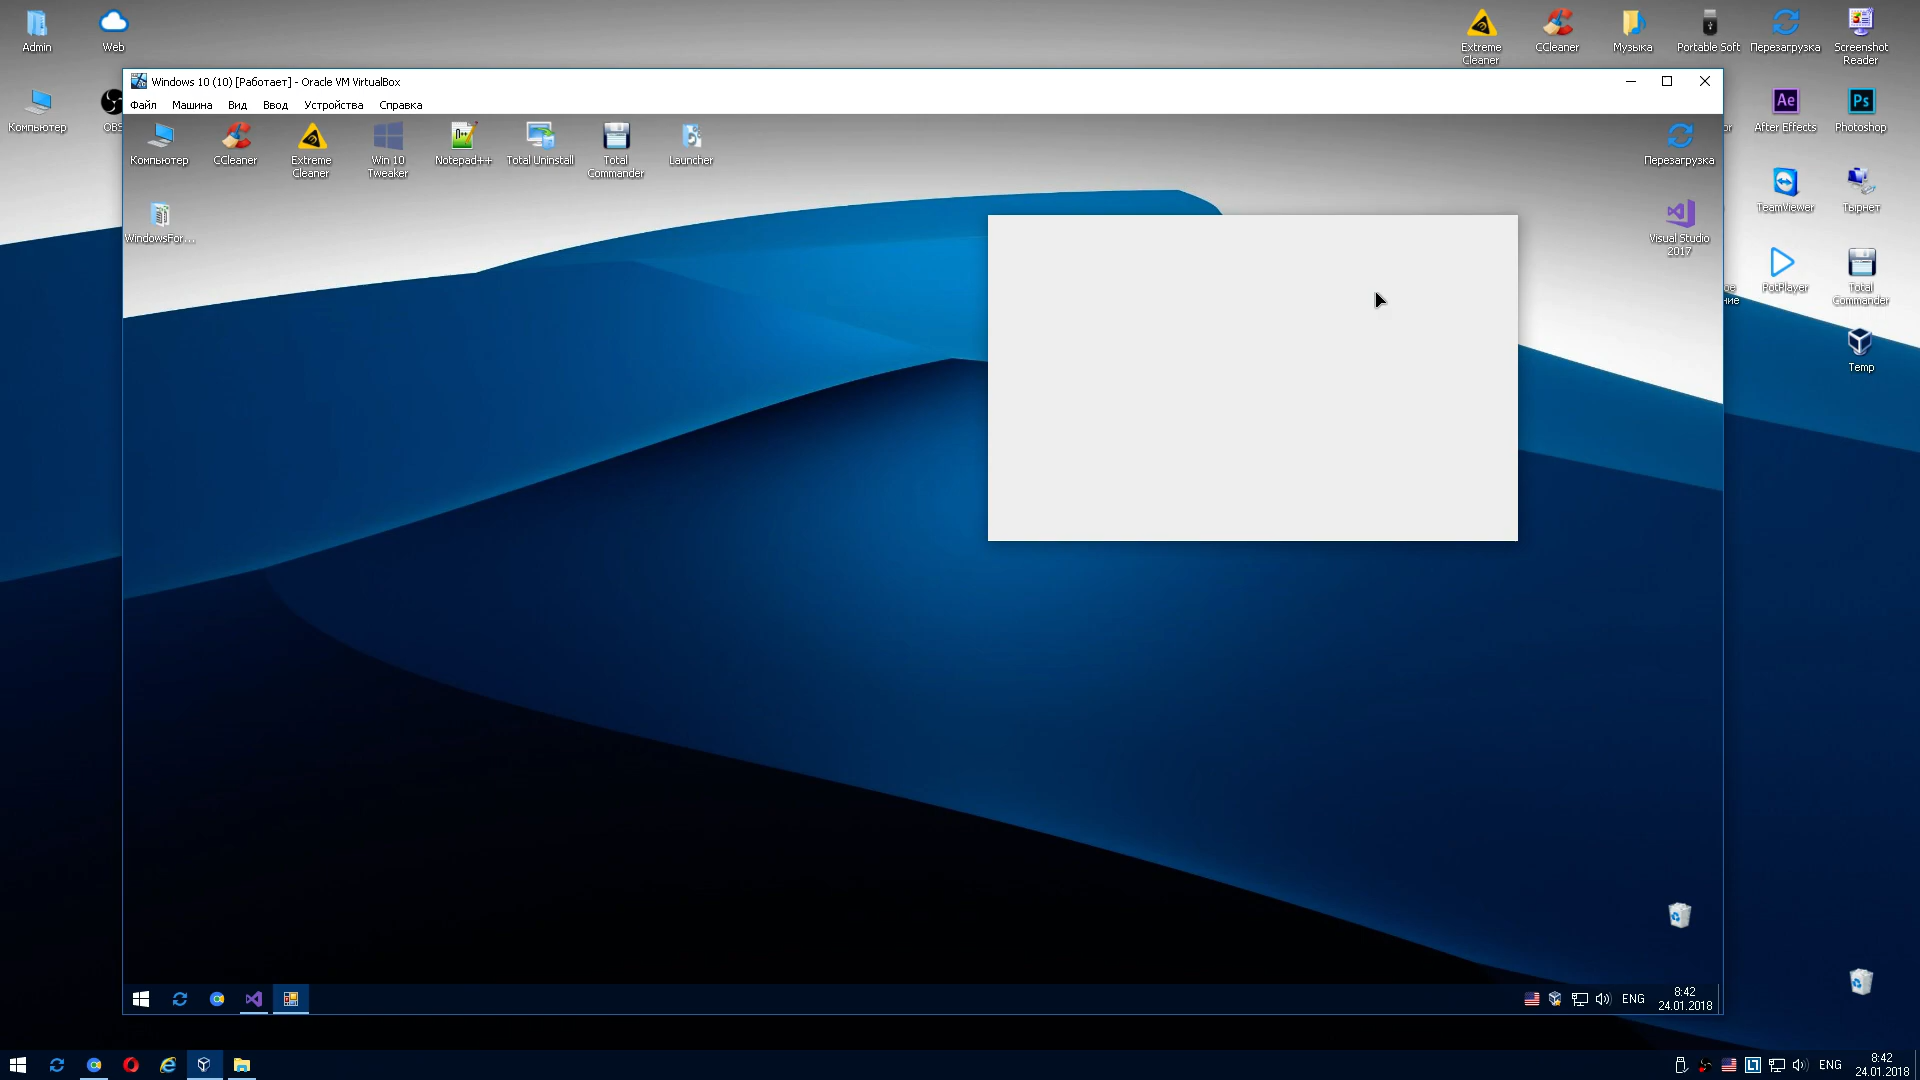 Admin
Web
Extreme
Cleaner
CCleaner
Музыка
Portable Soft
Перезагрузка
Screenshot
Reader
Windows 10 (10) [Работает] - Oracle VM VirtualBox
Файл Машина Вид Ввод Устройства Справка
Компьютер
OBS
After Effects
Photoshop
Компьютер
CCleaner
Extreme
Cleaner
Win 10
Tweaker
Notepad++
Total Uninstall
Total
Commander
Launcher
Перезагрузка
TeamViewer
Тырнет
WindowsFor...
Visual Studio
2017
PotPlayer
Total
Commander
Temp
ENG
8:42
24.01.2018
ENG
8:42
24.01.2018